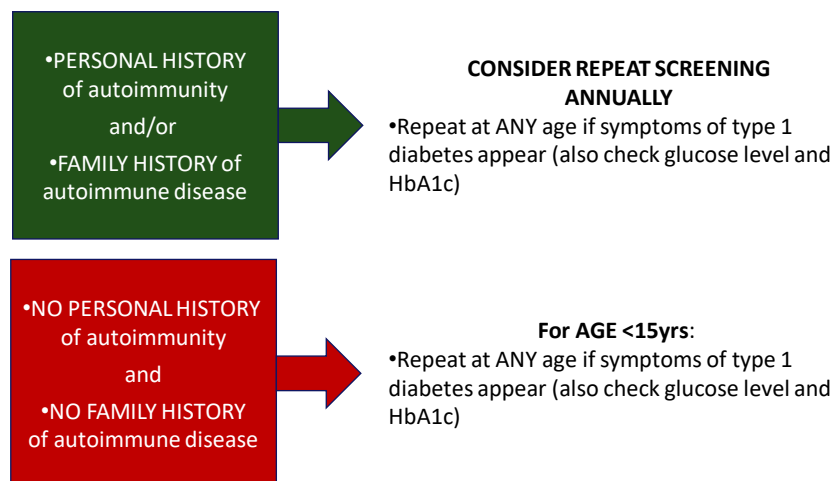 •PERSONAL HISTORY
of autoimmunity
and/or
•FAMILY HISTORY of
autoimmune disease
CONSIDER REPEAT SCREENING
ANNUALLY
•Repeat at ANY age if symptoms of type 1
diabetes appear (also check glucose level and
HbA1c)
•NO PERSONAL HISTORY
of autoimmunity
and
•NO FAMILY HISTORY
of autoimmune disease
For AGE <15yrs:
•Repeat at ANY age if symptoms of type 1
diabetes appear (also check glucose level and
HbA1c)